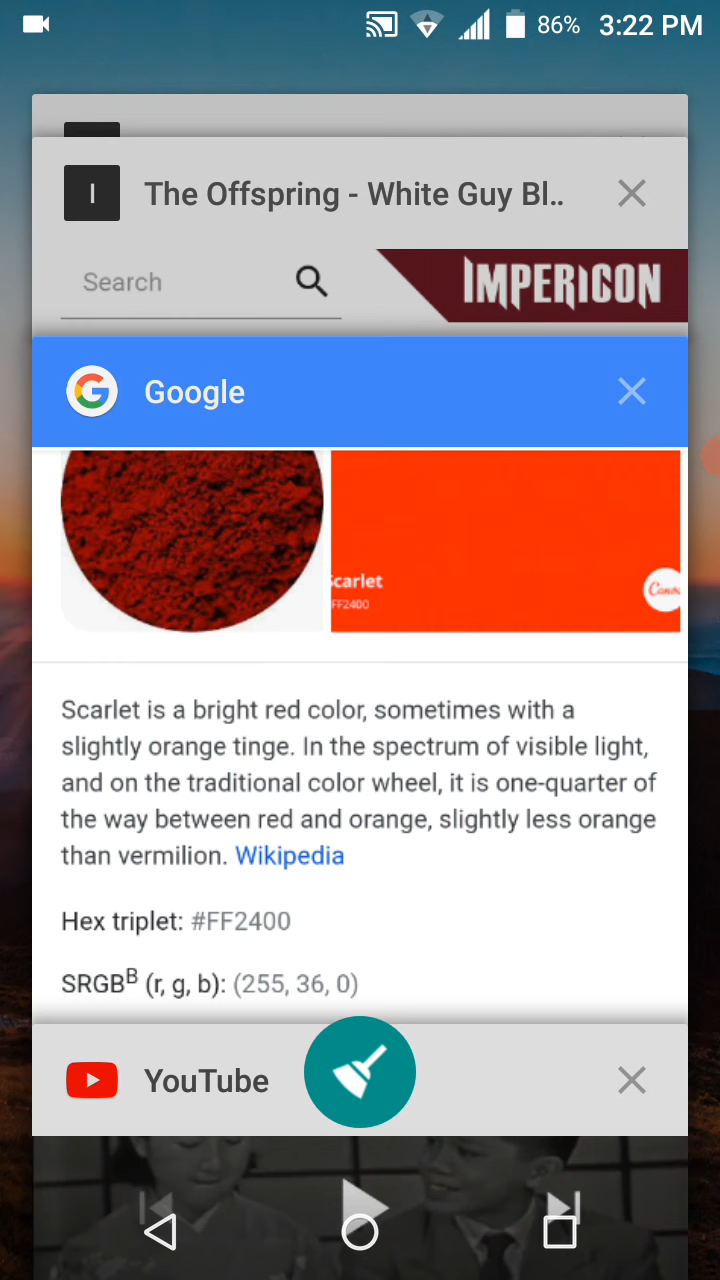 86% 3:22 PM
I The Offspring - White Guy Bl..
Search IMPERICON
Google
Scarlet
FF2400
Canva
Scarlet is a bright red color, sometimes with a
slightly orange tinge. In the spectrum of visible light,
and on the traditional color wheel, it is one-quarter of
the way between red and orange, slightly less orange
than vermilion. Wikipedia
Hex triplet: #FF2400
SRGBᴮ (r, g, b): (255, 36, 0)
YouTube